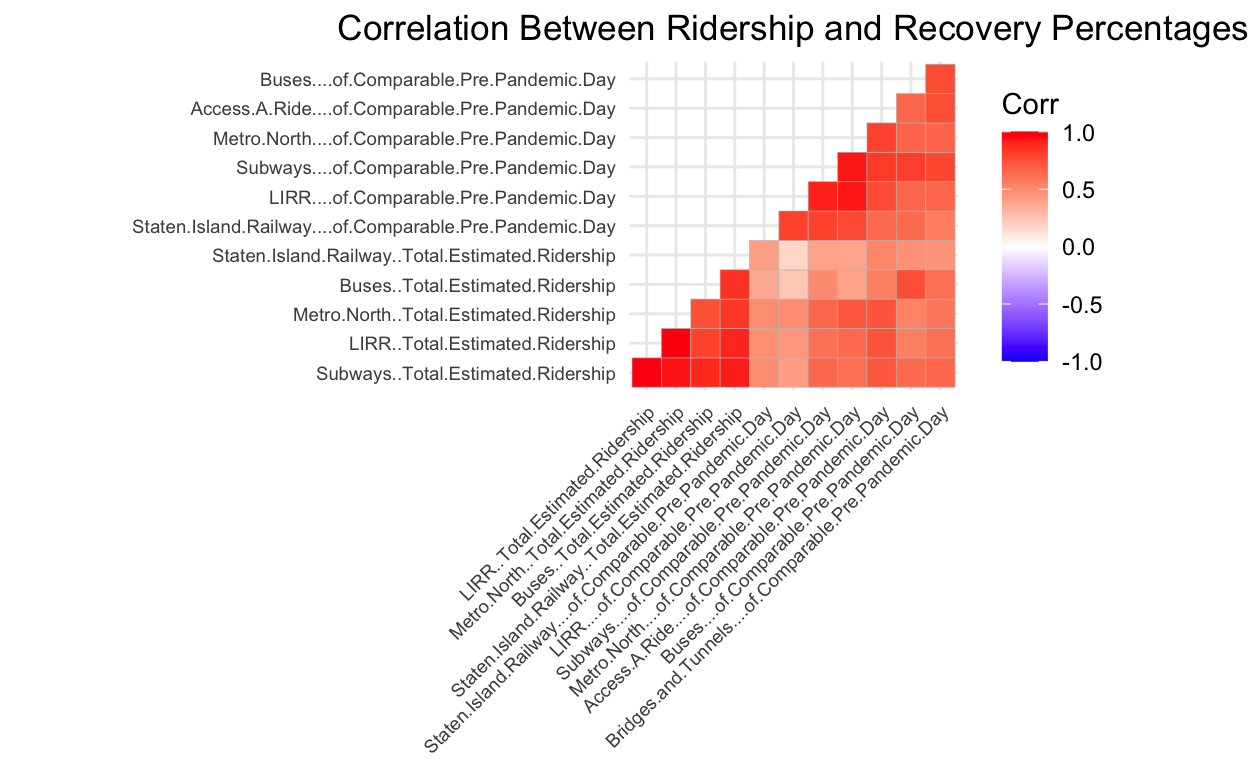 Correlation Between Ridership and Recovery Percentages
Buses....of.Comparable.Pre.Pandemic.Day
Access.A.Ride....of.Comparable.Pre.Pandemic.Day
Metro.North....of.Comparable.Pre.Pandemic.Day
Subways....of.Comparable.Pre.Pandemic.Day
LIRR....of.Comparable.Pre.Pandemic.Day
Staten.Island.Railway....of.Comparable.Pre.Pandemic.Day
Staten.Island.Railway..Total.Estimated.Ridership
Buses..Total.Estimated.Ridership
Metro.North..Total.Estimated.Ridership
LIRR..Total.Estimated.Ridership
Subways..Total.Estimated.Ridership
LIRR..Total.Estimated.Ridership
Metro.North..Total.Estimated.Ridership
Buses..Total.Estimated.Ridership
Staten.Island.Railway..Total.Estimated.Ridership
Staten.Island.Railway....of.Comparable.Pre.Pandemic.Day
LIRR....of.Comparable.Pre.Pandemic.Day
Subways....of.Comparable.Pre.Pandemic.Day
Metro.North....of.Comparable.Pre.Pandemic.Day
Access.A.Ride....of.Comparable.Pre.Pandemic.Day
Buses....of.Comparable.Pre.Pandemic.Day
Bridges.and.Tunnels....of.Comparable.Pre.Pandemic.Day
Corr
1.0
0.5
0.0
-0.5
-1.0